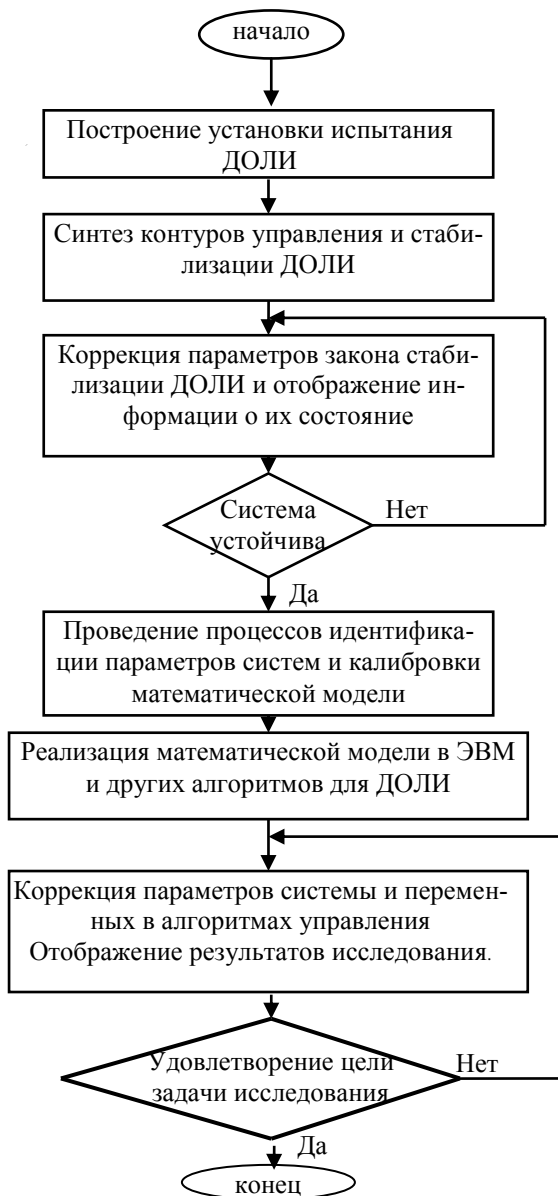 начало
Построение установки испытания
ДОЛИ
Синтез контуров управления и стаби-
лизации ДОЛИ
Коррекция параметров закона стаби-
лизации ДОЛИ и отображение ин-
формации о их состояние
Система
устойчива
Нет
Да
Проведение процессов идентифика-
ции параметров систем и калибровки
математической модели
Реализация математической модели в ЭВМ
и других алгоритмов для ДОЛИ
Коррекция параметров системы и перемен-
ных в алгоритмах управления
Отображение результатов исследования.
Удовлетворение цели
задачи исследования
Нет
Да
конец